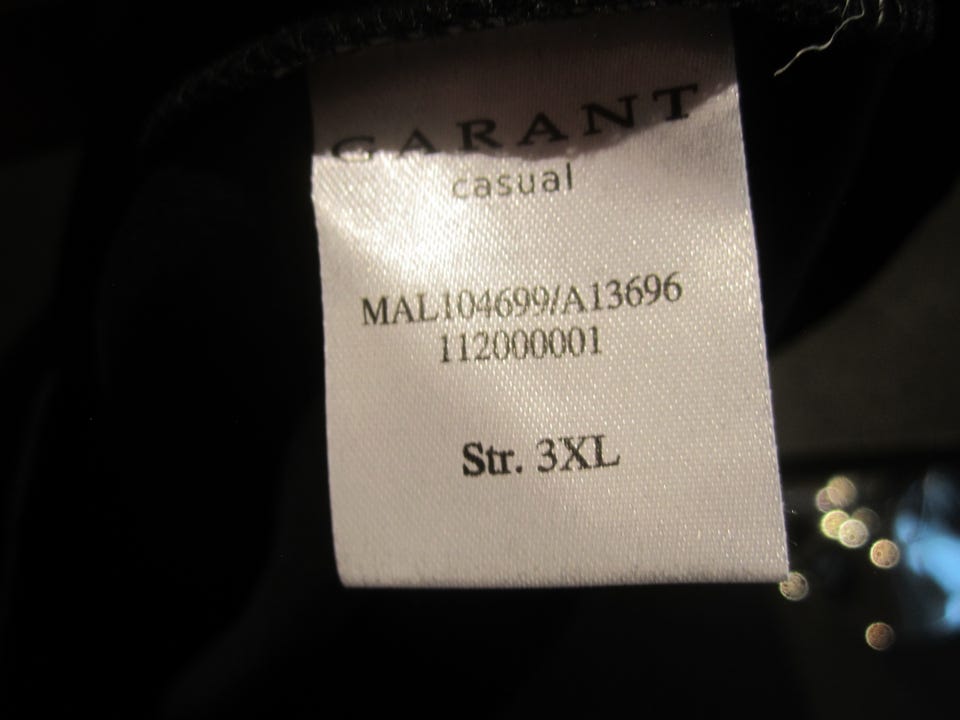 GARANT
casual
MAL104699/A13696
112000001
Str. 3XL